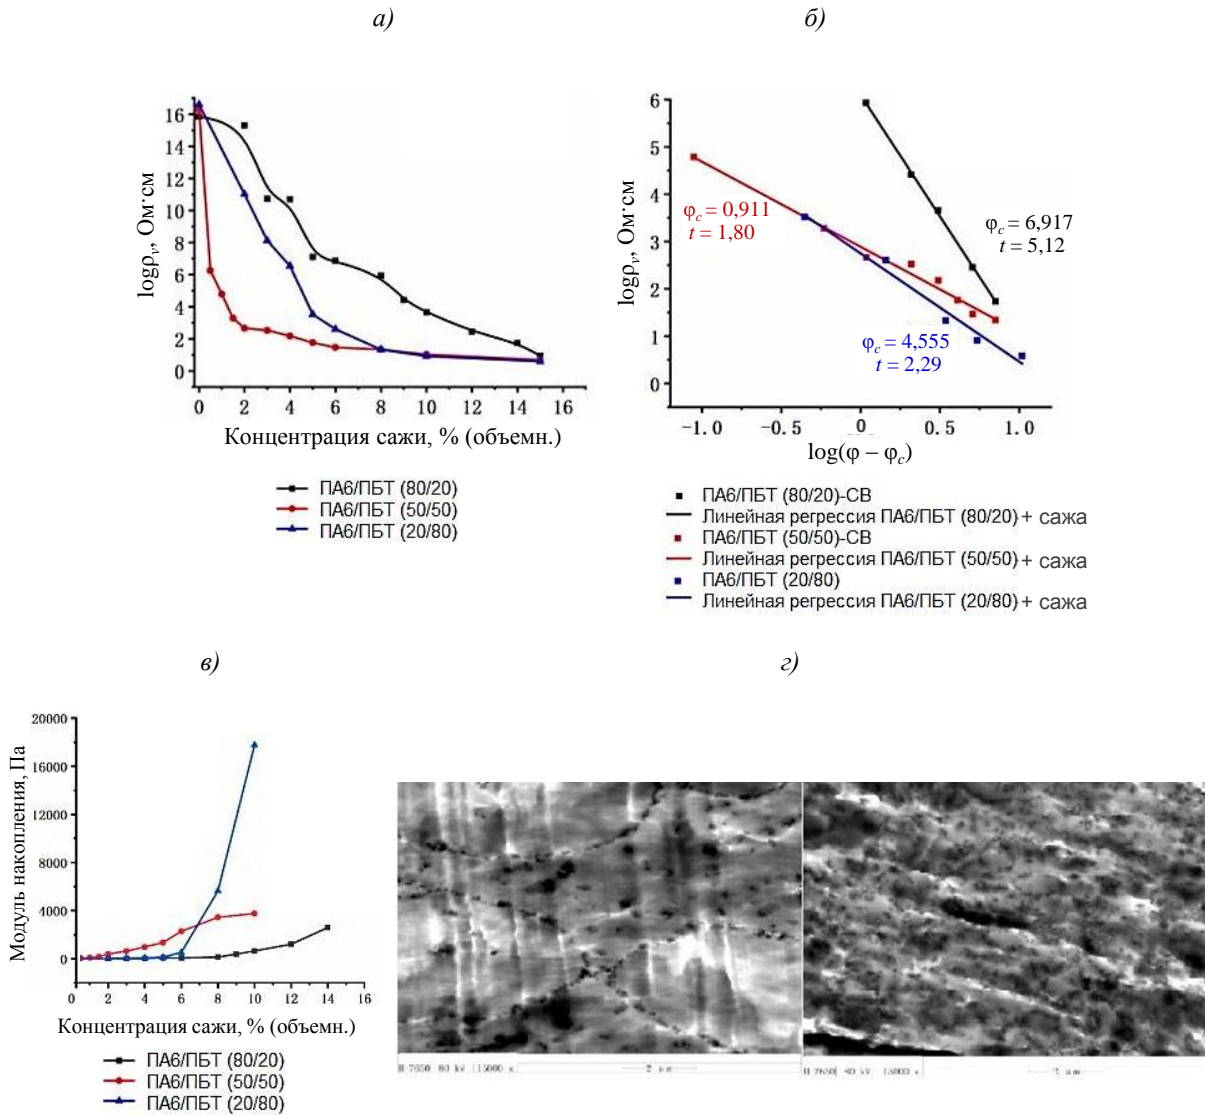 а)
б)
16
14
12
10
8
6
4
2
0
logρᵥ, Ом·см
0 2 4 6 8 10 12 14 16
Концентрация сажи, % (объемн.)
ПА6/ПБТ (80/20)
ПА6/ПБТ (50/50)
ПА6/ПБТ (20/80)
6
5
4
3
2
1
0
logρᵥ, Ом·см
φc = 0,911
t = 1,80
φc = 6,917
t = 5,12
φc = 4,555
t = 2,29
-1.0 -0.5 0 0.5 1.0
log(φ – φc)
ПА6/ПБТ (80/20)-СВ
Линейная регрессия ПА6/ПБТ (80/20) + сажа
ПА6/ПБТ (50/50)-СВ
Линейная регрессия ПА6/ПБТ (50/50) + сажа
ПА6/ПБТ (20/80)
Линейная регрессия ПА6/ПБТ (20/80) + сажа
в)
г)
20000
16000
12000
8000
4000
0
Модуль накопления, Па
0 2 4 6 8 10 12 14 16
Концентрация сажи, % (объемн.)
ПА6/ПБТ (80/20)
ПА6/ПБТ (50/50)
ПА6/ПБТ (20/80)